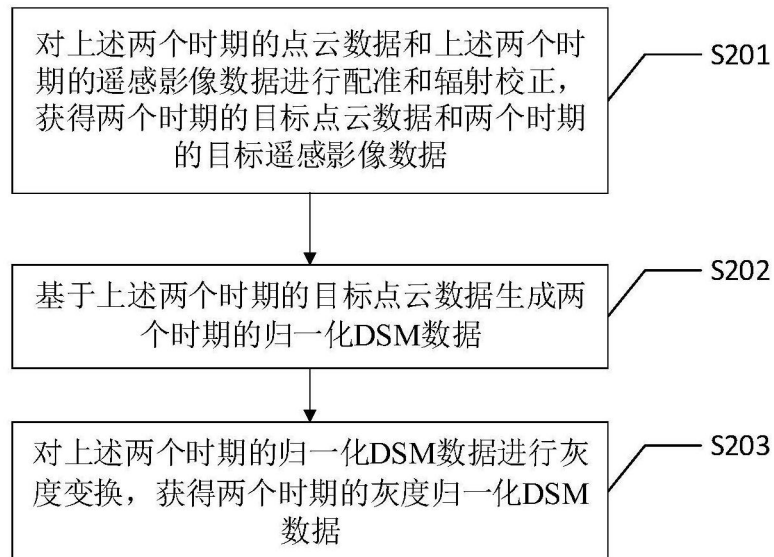 对上述两个时期的点云数据和上述两个时
期的遥感影像数据进行配准和辐射校正，
获得两个时期的目标点云数据和两个时期
的目标遥感影像数据
S201
基于上述两个时期的目标点云数据生成两
个时期的归一化DSM数据
S202
对上述两个时期的归一化DSM数据进行灰
度变换，获得两个时期的灰度归一化DSM
数据
S203